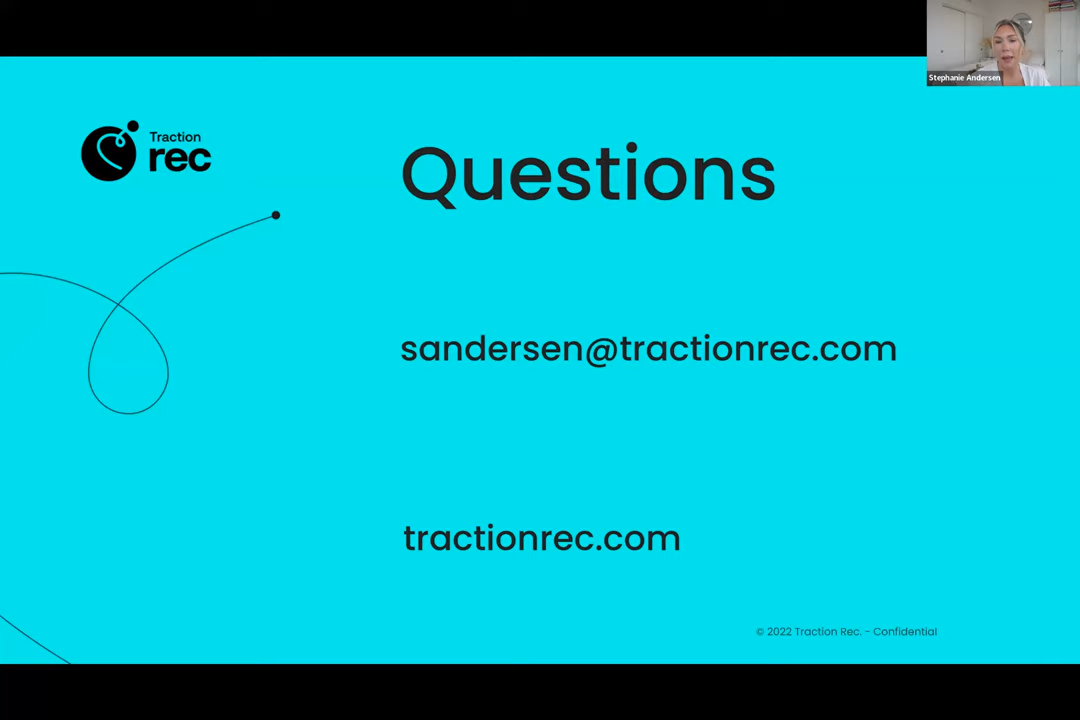 Stephanie Andersen
Traction
rec
Questions
sandersen@tractionrec.com
tractionrec.com
© 2022 Traction Rec. - Confidential